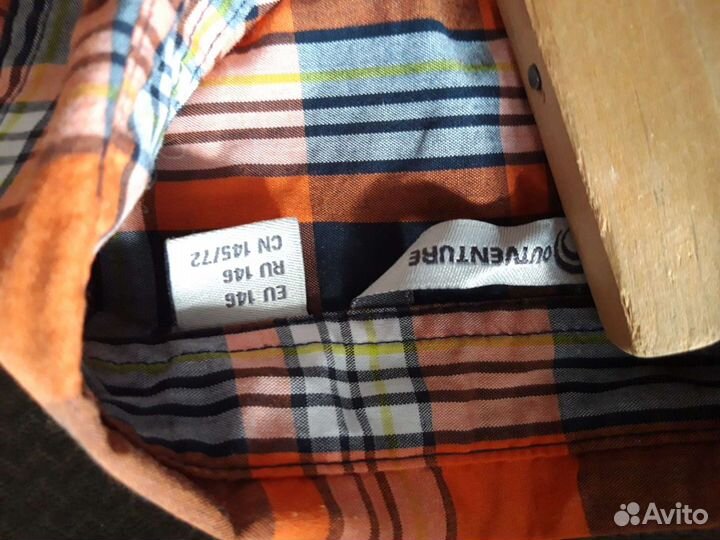 EU 146
RU 146
CN 145/72
OUTVENTURE
Avito